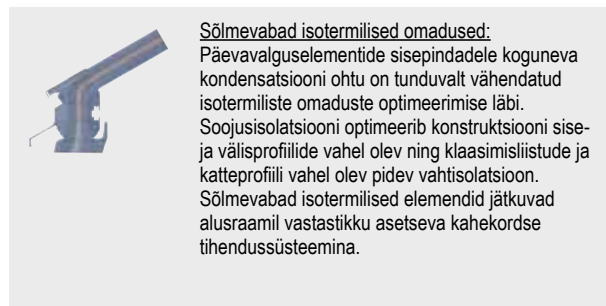 Sõlmevabad isotermilised omadused:
Päevavalguselementide sisepindadele koguneva
kondensatsiooni ohtu on tunduvalt vähendatud
isotermiliste omaduste optimeerimise läbi.
Soojusisolatsiooni optimeerib konstruktsiooni sise-
ja välisprofiilide vahel olev ning klaasimisliistude ja
katteprofiili vahel olev pidev vahtisolatsioon.
Sõlmevabad isotermilised elemendid jätkuvad
alusraamil vastastikku asetseva kahekordse
tihendussüsteemina.